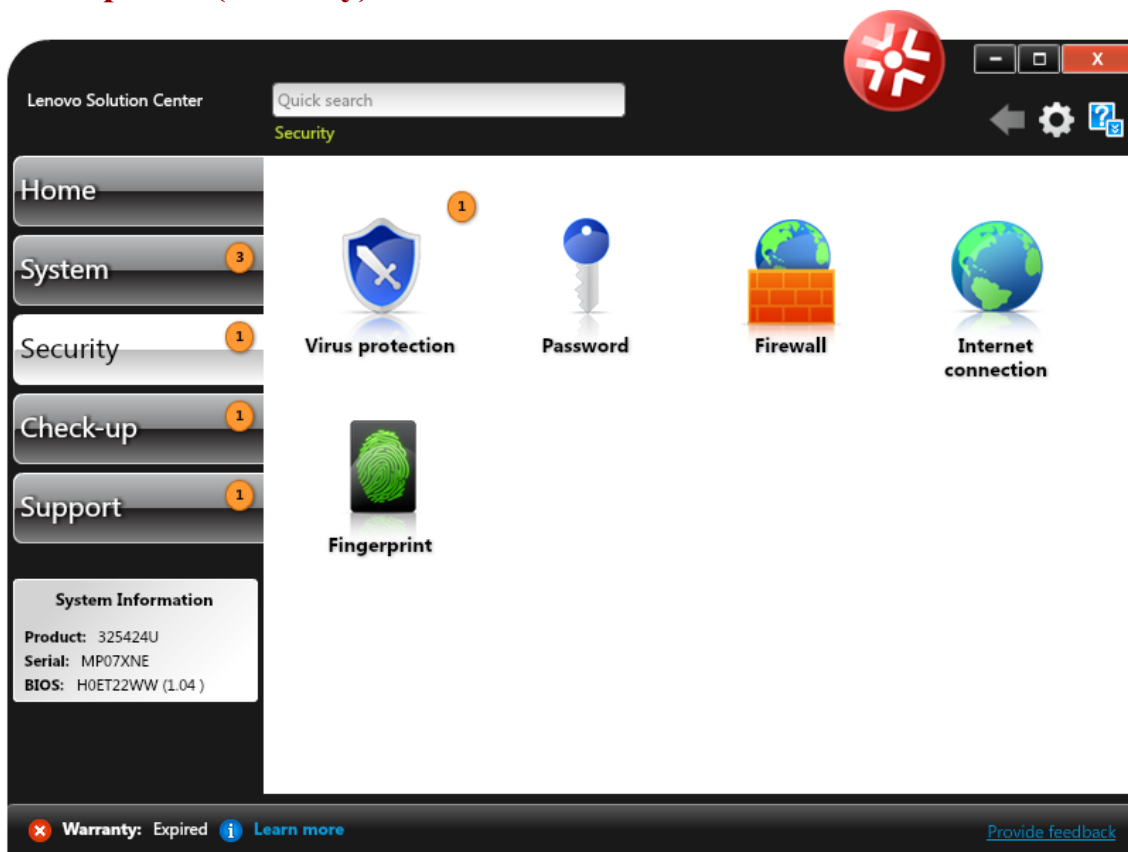 Lenovo Solution Center
Quick search
Security
X
Home
System
3
Security
1
Check-up
1
Support
1
1
Virus protection
Password
Firewall
Internet
connection
Fingerprint
System Information
Product: 325424U
Serial: MP07XNE
BIOS: H0ET22WW (1.04 )
Warranty: Expired
Learn more
Provide feedback